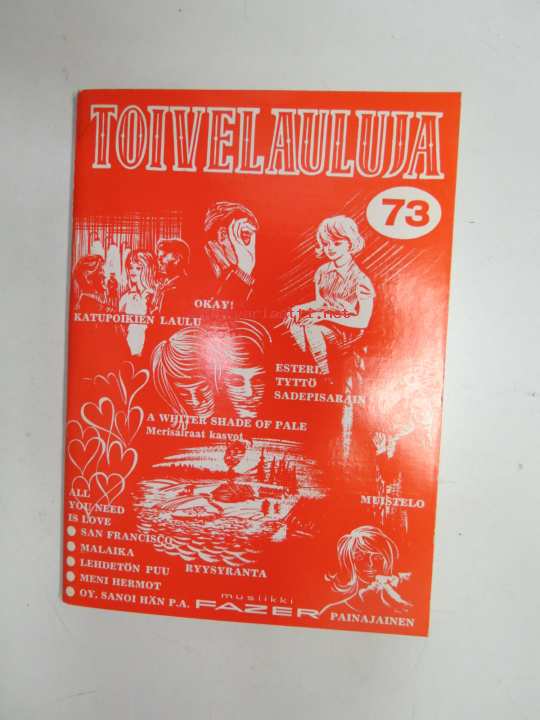 TOIVELAULUJA
73
OKAY!
KATUPOIKIEN LAULU
ESTERI,
TYTTÖ
SADEPISARAIN
A WHITER SHADE OF PALE
Merisairaat kasvot
MUISTELO
ALL
YOU NEED
IS LOVE
SAN FRANCISCO
MALAIKA
LEHDETÖN PUU
MENI HERMOT
OY. SANOI HÄN P.A.
RYYSYRANTA
musiikki
FAZER
PAINAJAINEN